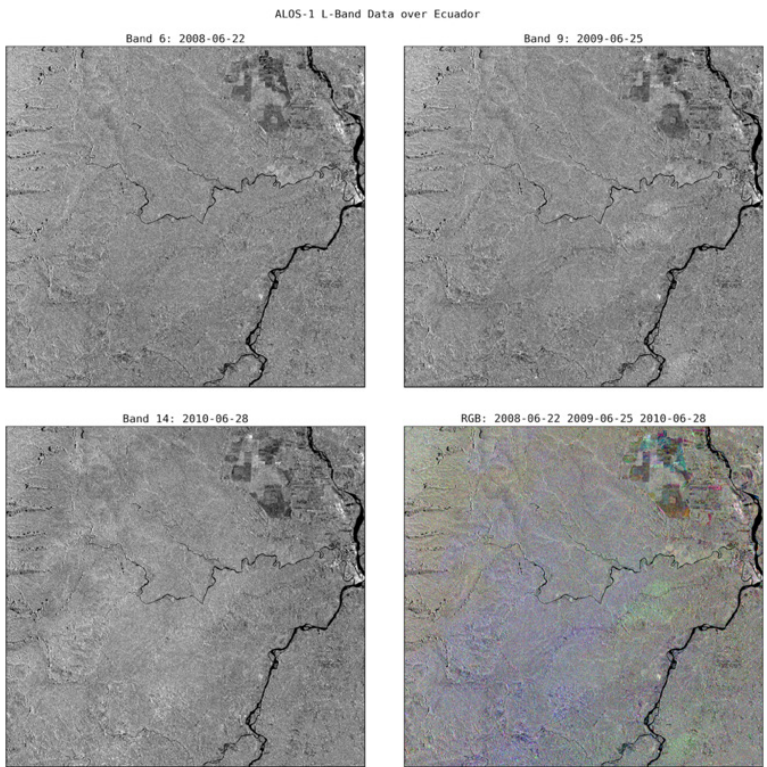 ALOS-1 L-Band Data over Ecuador
Band 6: 2008-06-22
Band 9: 2009-06-25
Band 14: 2010-06-28
RGB: 2008-06-22 2009-06-25 2010-06-28